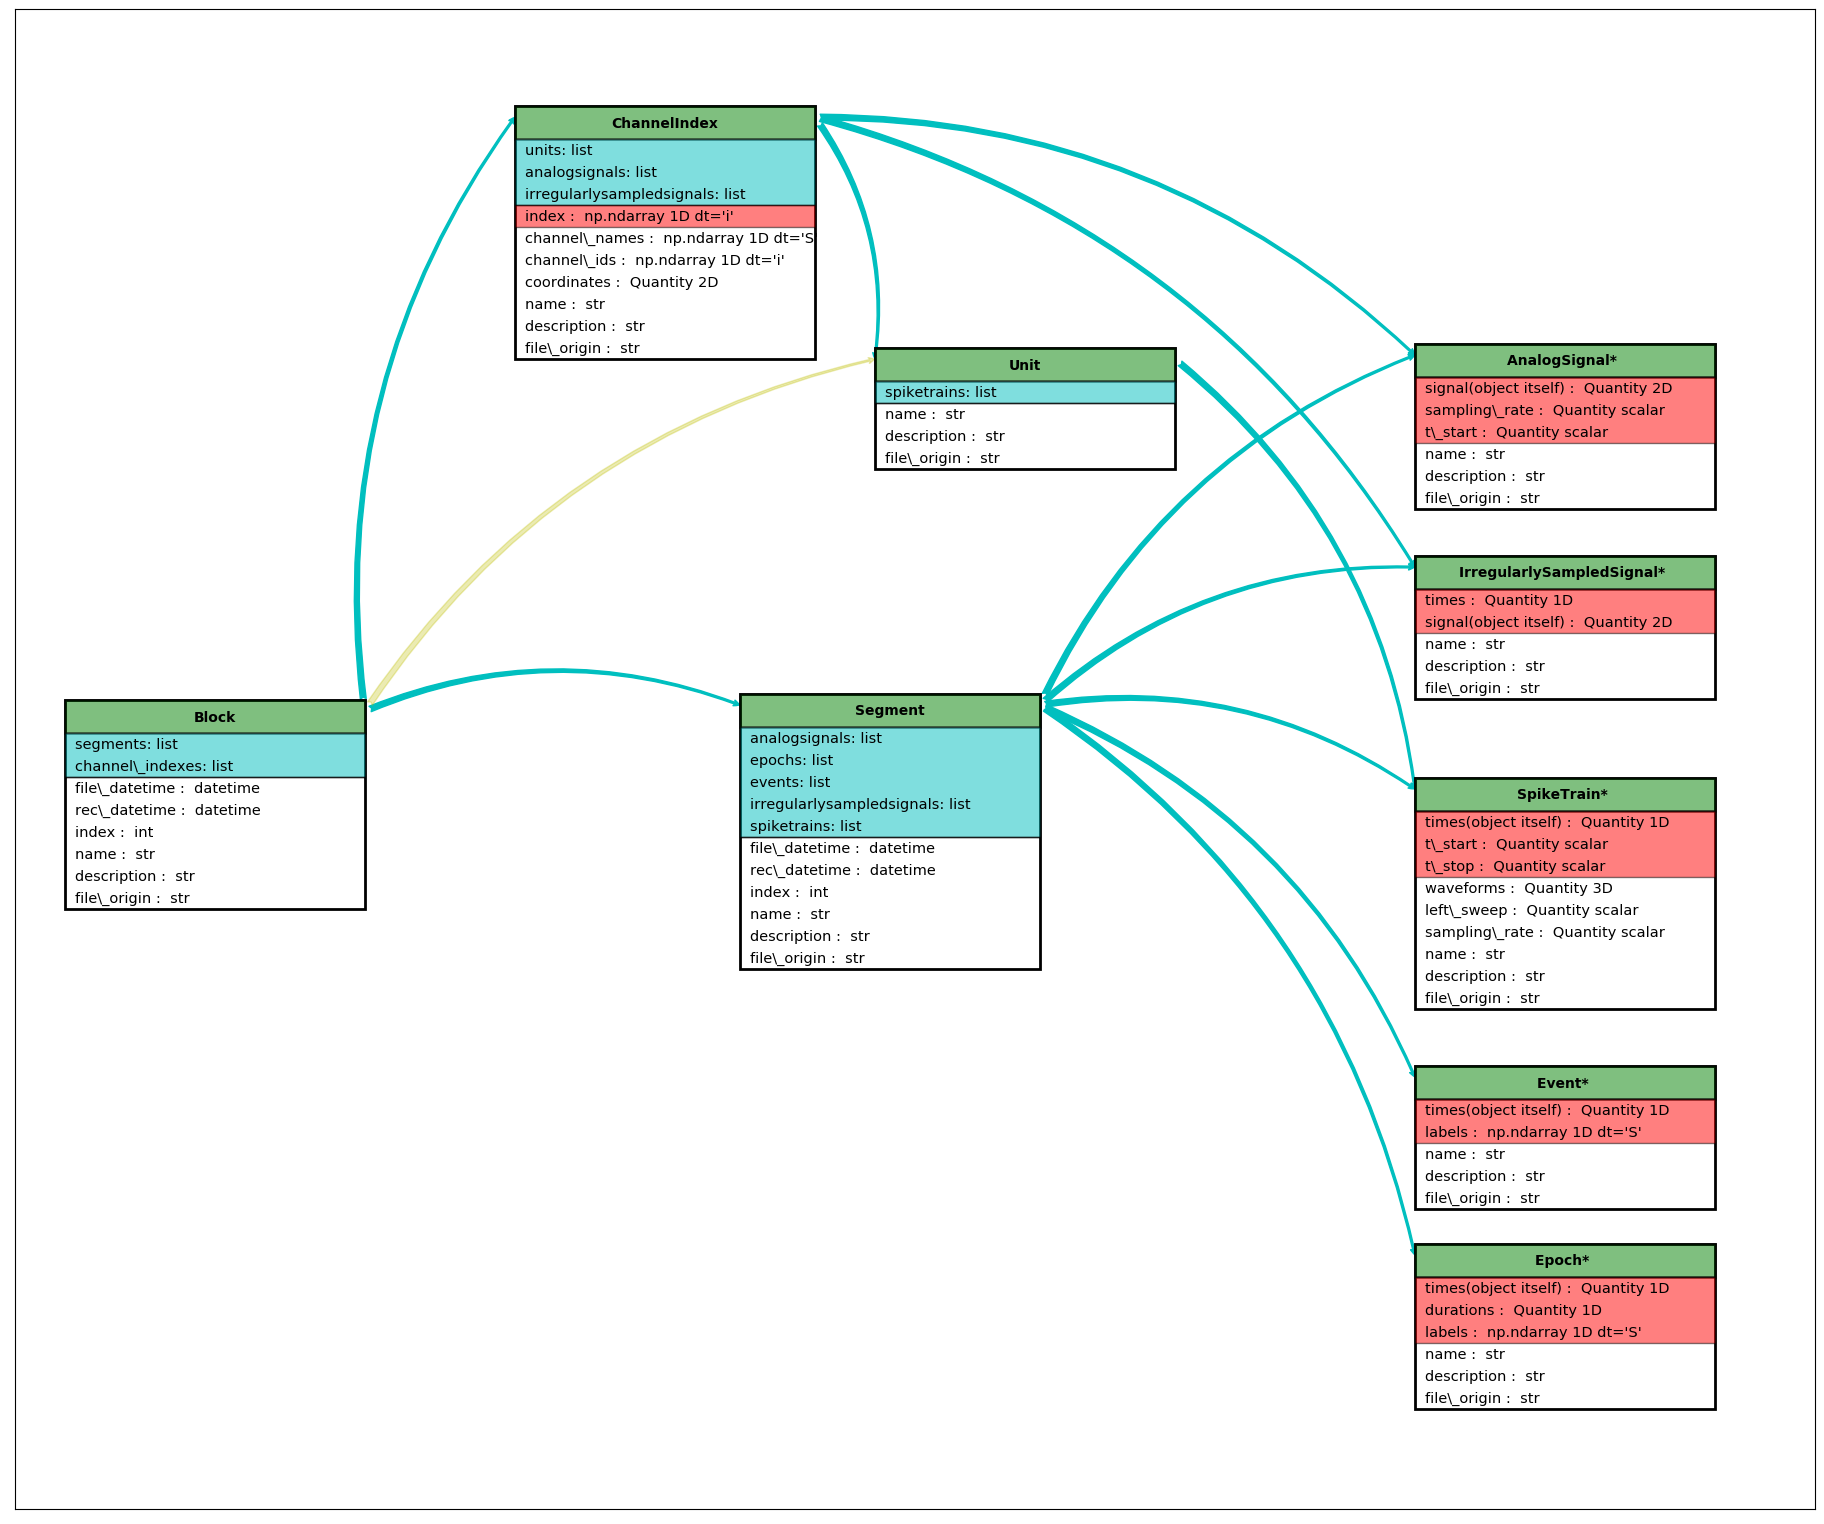 ChannelIndex
units: list
analogsignals: list
irregularlysampledsignals: list
index :  np.ndarray 1D dt='i'
channel\_names :  np.ndarray 1D dt='S
channel\_ids :  np.ndarray 1D dt='i'
coordinates :  Quantity 2D
name :  str
description :  str
file\_origin :  str
Unit
spiketrains: list
name :  str
description :  str
file\_origin :  str
Block
segments: list
channel\_indexes: list
file\_datetime :  datetime
rec\_datetime :  datetime
index :  int
name :  str
description :  str
file\_origin :  str
Segment
analogsignals: list
epochs: list
events: list
irregularlysampledsignals: list
spiketrains: list
file\_datetime :  datetime
rec\_datetime :  datetime
index :  int
name :  str
description :  str
file\_origin :  str
AnalogSignal*
signal(object itself) :  Quantity 2D
sampling\_rate :  Quantity scalar
t\_start :  Quantity scalar
name :  str
description :  str
file\_origin :  str
IrregularlySampledSignal*
times :  Quantity 1D
signal(object itself) :  Quantity 2D
name :  str
description :  str
file\_origin :  str
SpikeTrain*
times(object itself) :  Quantity 1D
t\_start :  Quantity scalar
t\_stop :  Quantity scalar
waveforms :  Quantity 3D
left\_sweep :  Quantity scalar
sampling\_rate :  Quantity scalar
name :  str
description :  str
file\_origin :  str
Event*
times(object itself) :  Quantity 1D
labels :  np.ndarray 1D dt='S'
name :  str
description :  str
file\_origin :  str
Epoch*
times(object itself) :  Quantity 1D
durations :  Quantity 1D
labels :  np.ndarray 1D dt='S'
name :  str
description :  str
file\_origin :  str